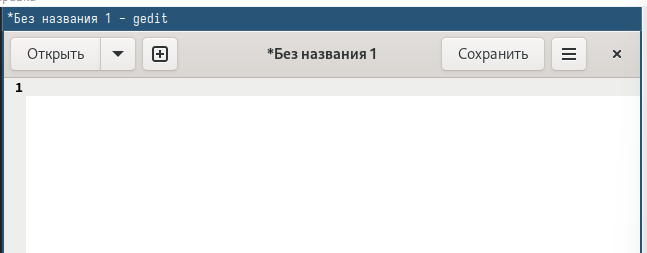 *Без названия 1 - gedit
Открыть
*Без названия 1
Сохранить
1